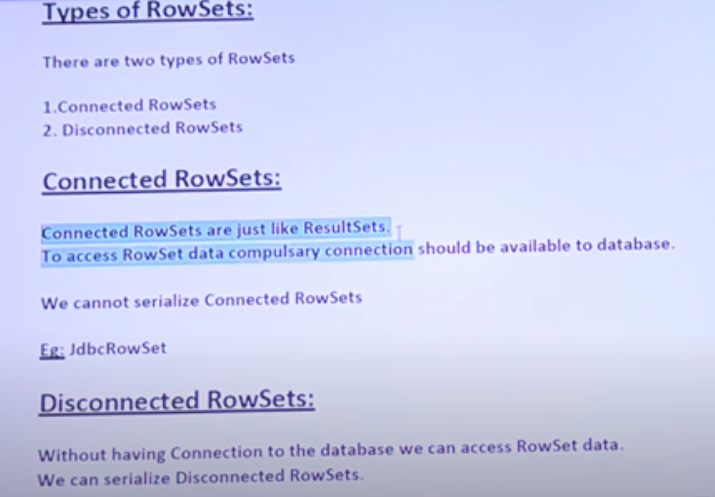 Types of RowSets:
There are two types of RowSets
1.Connected RowSets
2. Disconnected RowSets
Connected RowSets:
Connected RowSets are just like ResultSets.
To access RowSet data compulsary connection should be available to database.
We cannot serialize Connected RowSets
Eg: JdbcRowSet
Disconnected RowSets:
Without having Connection to the database we can access RowSet data.
We can serialize Disconnected RowSets.